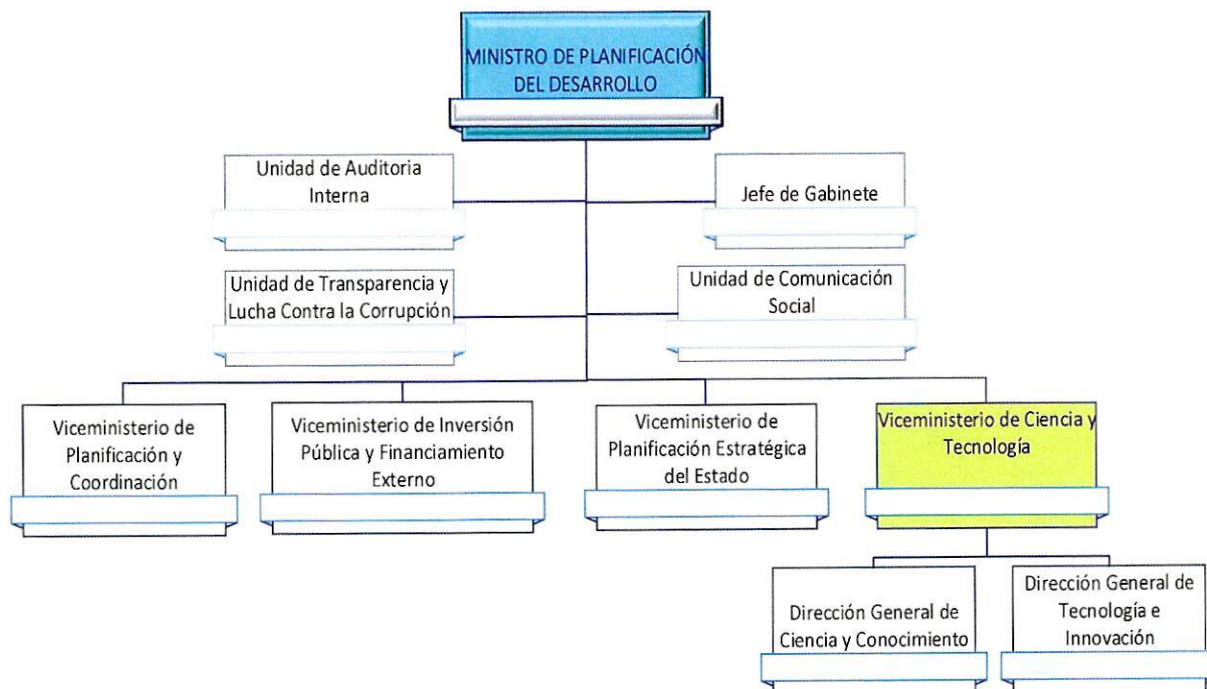 MINISTRO DE PLANIFICACIÓN
DEL DESARROLLO
Unidad de Auditoria
Interna
Jefe de Gabinete
Unidad de Transparencia y
Lucha Contra la Corrupción
Unidad de Comunicación
Social
Viceministerio de
Planificación y
Coordinación
Viceministerio de Inversión
Pública y Financiamiento
Externo
Viceministerio de
Planificación Estratégica
del Estado
Viceministerio de Ciencia y
Tecnología
Dirección General de
Ciencia y Conocimiento
Dirección General de
Tecnología e
Innovación